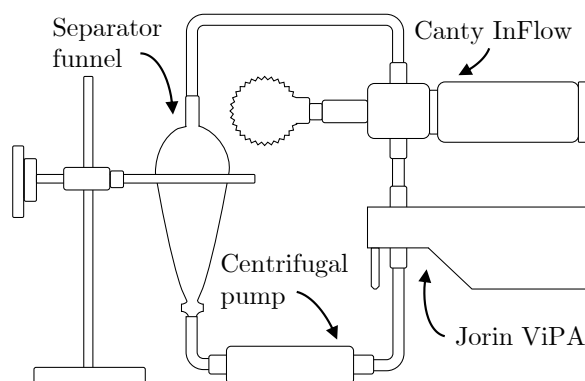 Separator
funnel
Canty InFlow
Centrifugal
pump
Jorin ViPA